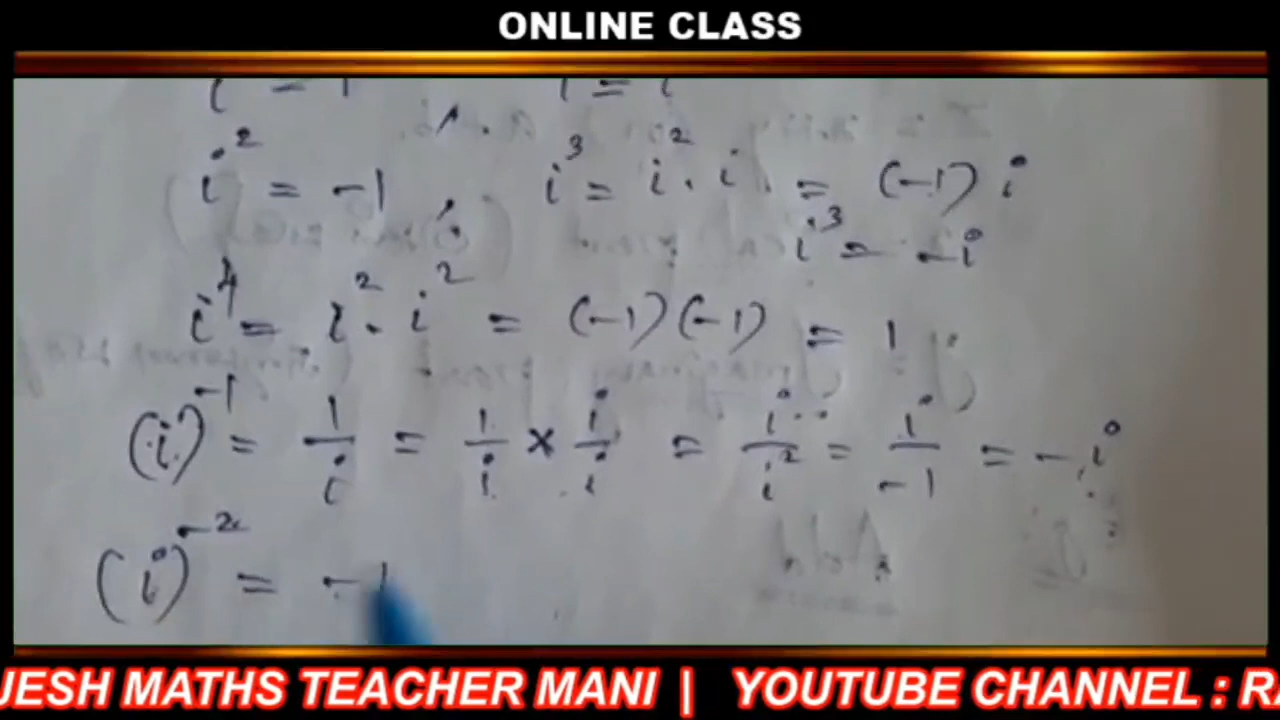 ONLINE CLASS
i² = -1 i³ = i² . i = (-1) i
i³ = -i
i⁴ = i² . i² = (-1) (-1) = 1
(i)⁻¹ = 1/i = 1/i × i/i = i/i² = i/-1 = -i
(i)⁻² = -1
JESH MATHS TEACHER MANI | YOUTUBE CHANNEL : RA